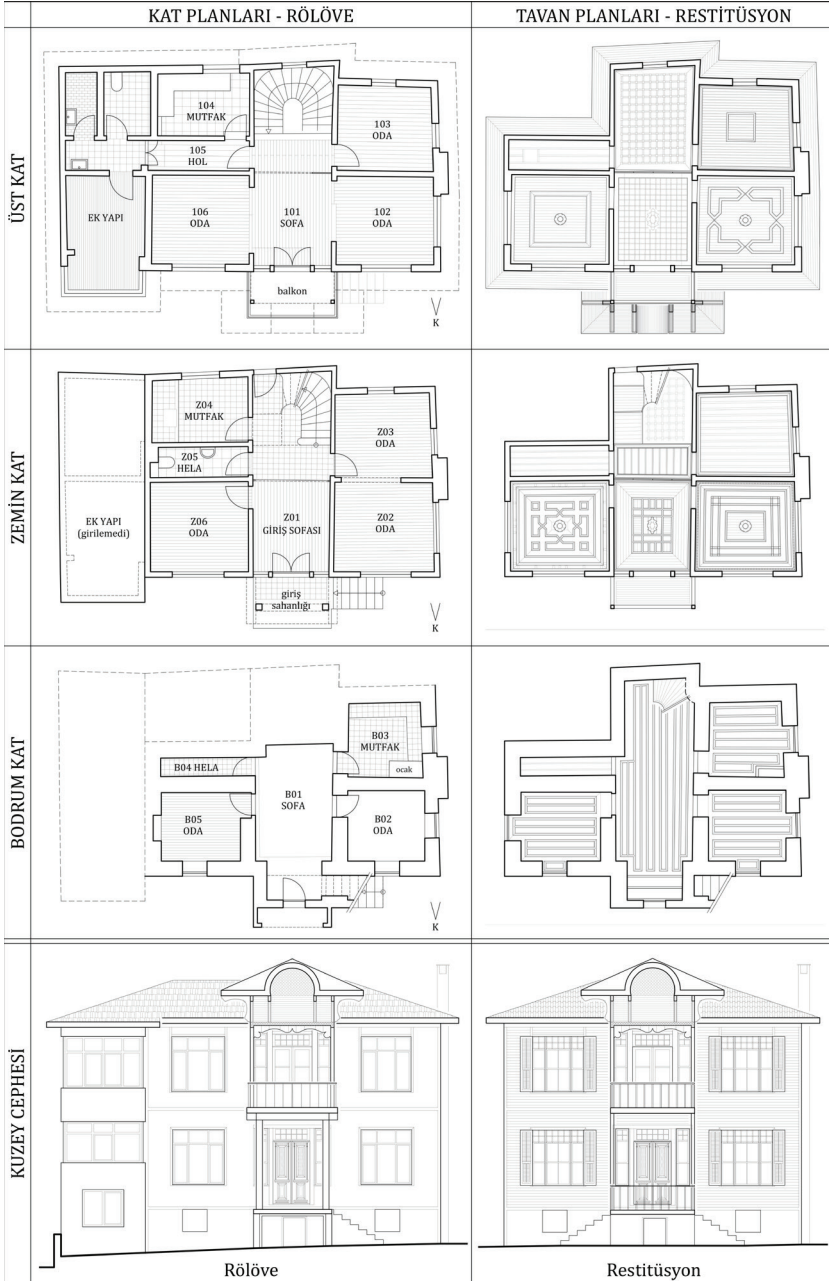 KAT PLANLARI - RÖLÖVE
TAVAN PLANLARI - RESTİTÜSYON
ÜST KAT
104
MUTFAK
103
ODA
105
HOL
EK YAPI
106
ODA
101
SOFA
102
ODA
balkon
K
ZEMİN KAT
Z04
MUTFAK
Z03
ODA
Z05
HELA
EK YAPI
(girilemedi)
Z06
ODA
Z01
GİRİŞ SOFASI
Z02
ODA
giriş
sahanlığı
K
BODRUM KAT
B03
MUTFAK
B04 HELA
ocak
B01
SOFA
B05
ODA
B02
ODA
K
KUZEY CEPHESİ
Rölöve
Restitüsyon